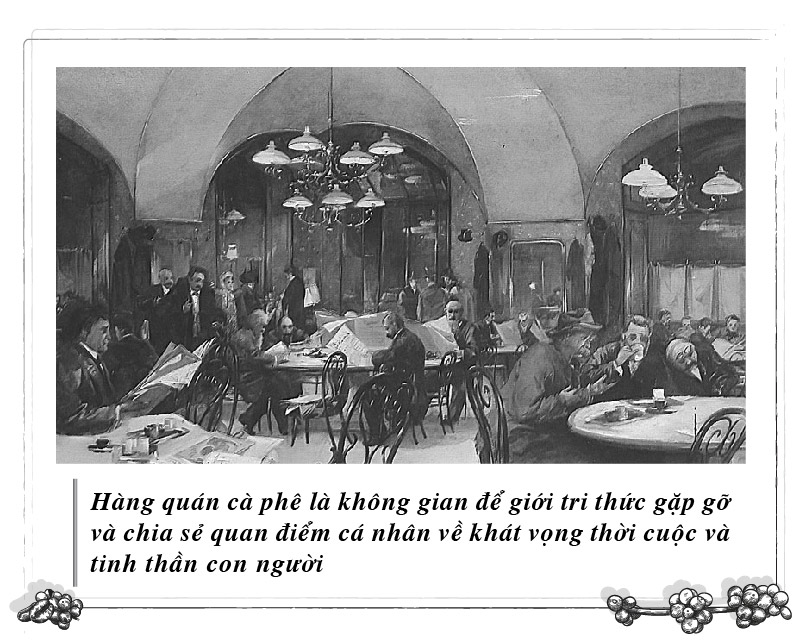 Hàng quán cà phê là không gian để giới tri thức gặp gỡ
và chia sẻ quan điểm cá nhân về khát vọng thời cuộc và
tinh thần con người